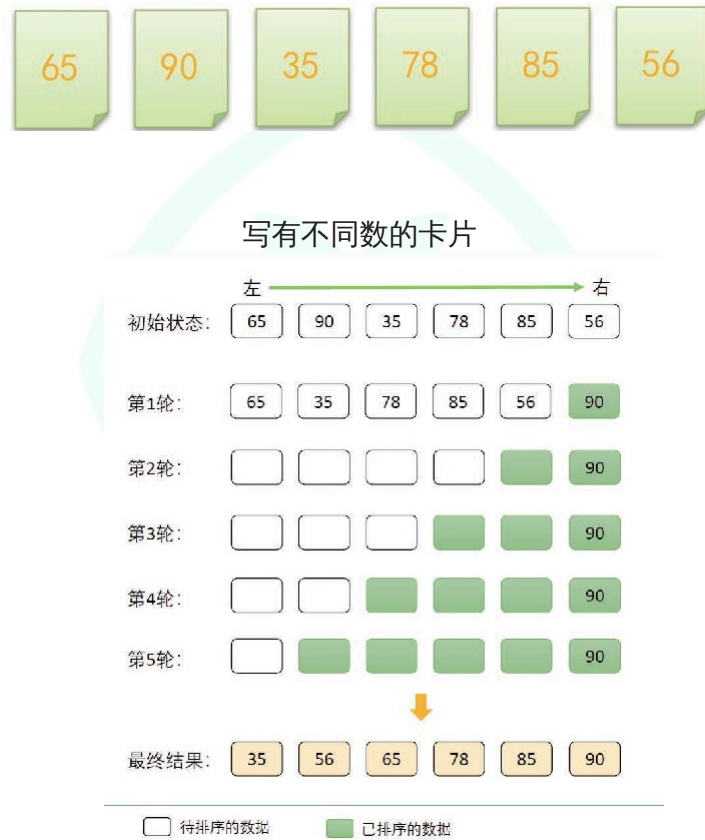 65 90 35 78 85 56
写有不同数的卡片
左 右
初始状态： 65 90 35 78 85 56
第1轮： 65 35 78 85 56 90
第2轮： 90
第3轮： 90
第4轮： 90
第5轮： 90
最终结果： 35 56 65 78 85 90
待排序的数据 已排序的数据